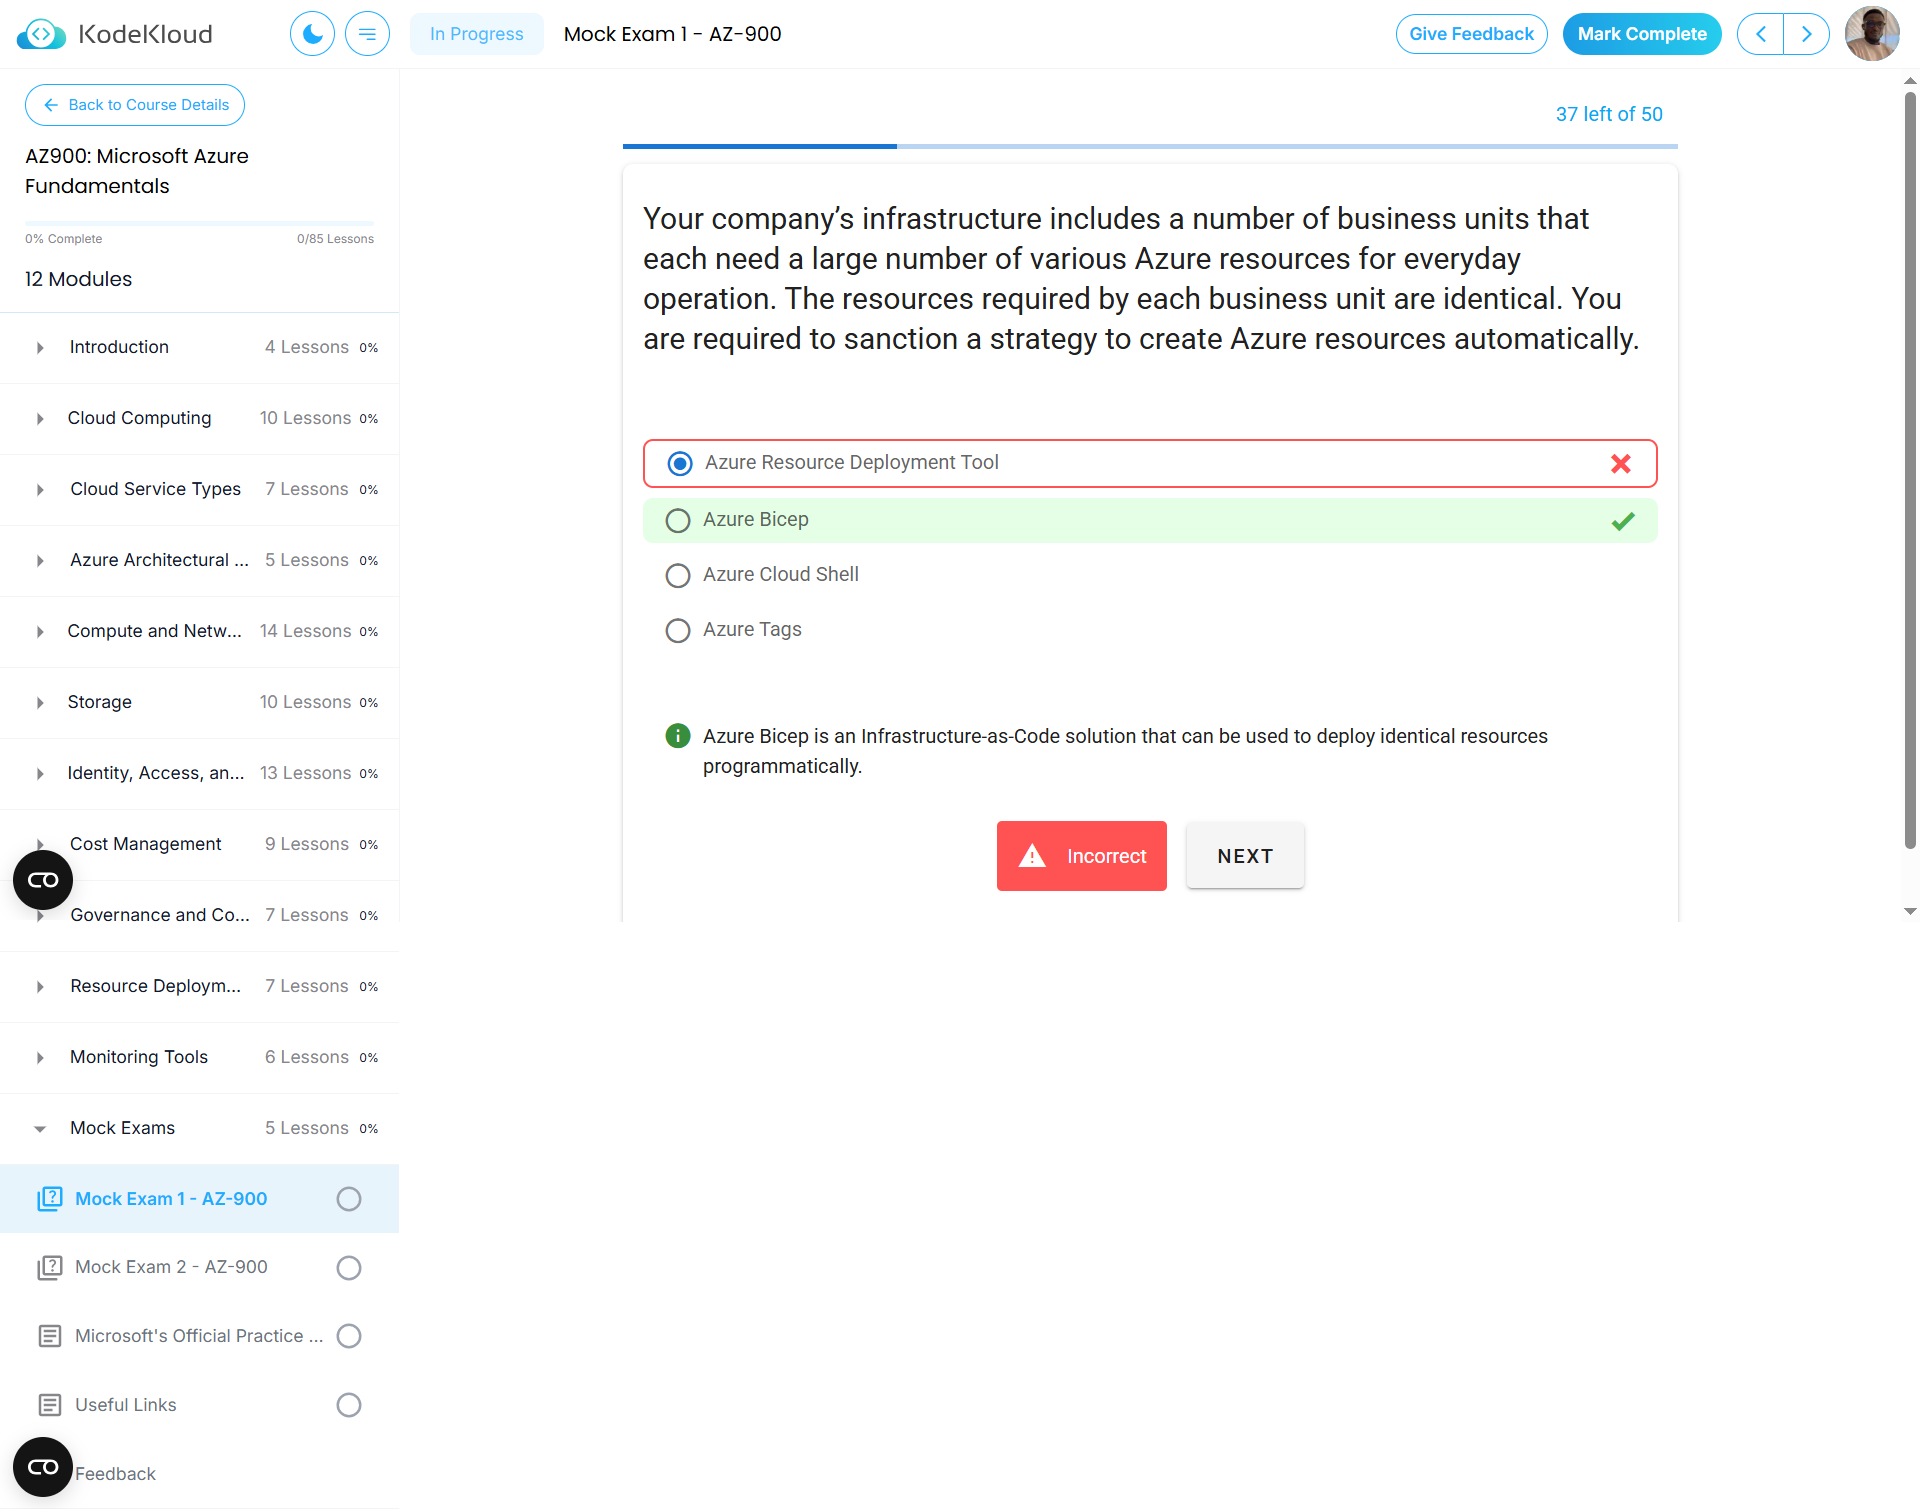 KodeKloud
In Progress
Mock Exam 1 - AZ-900
Give Feedback
Mark Complete
Back to Course Details
AZ900: Microsoft Azure
Fundamentals
0% Complete
0/85 Lessons
12 Modules
Introduction 4 Lessons 0%
Cloud Computing 10 Lessons 0%
Cloud Service Types 7 Lessons 0%
Azure Architectural ... 5 Lessons 0%
Compute and Netw... 14 Lessons 0%
Storage 10 Lessons 0%
Identity, Access, an... 13 Lessons 0%
Cost Management 9 Lessons 0%
Governance and Co... 7 Lessons 0%
Resource Deploym... 7 Lessons 0%
Monitoring Tools 6 Lessons 0%
Mock Exams 5 Lessons 0%
Mock Exam 1 - AZ-900
Mock Exam 2 - AZ-900
Microsoft's Official Practice ...
Useful Links
Feedback
37 left of 50
Your company’s infrastructure includes a number of business units that
each need a large number of various Azure resources for everyday
operation. The resources required by each business unit are identical. You
are required to sanction a strategy to create Azure resources automatically.
Azure Resource Deployment Tool
Azure Bicep
Azure Cloud Shell
Azure Tags
Azure Bicep is an Infrastructure-as-Code solution that can be used to deploy identical resources
programmatically.
Incorrect
NEXT